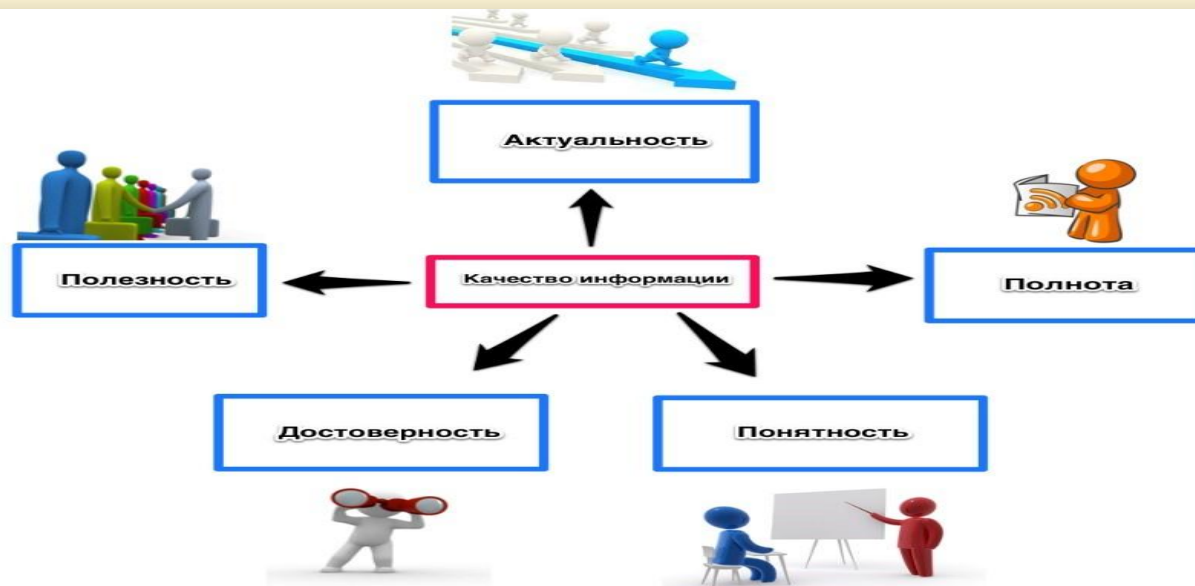 Актуальность
Полезность
Качество информации
Полнота
Достоверность
Понятность